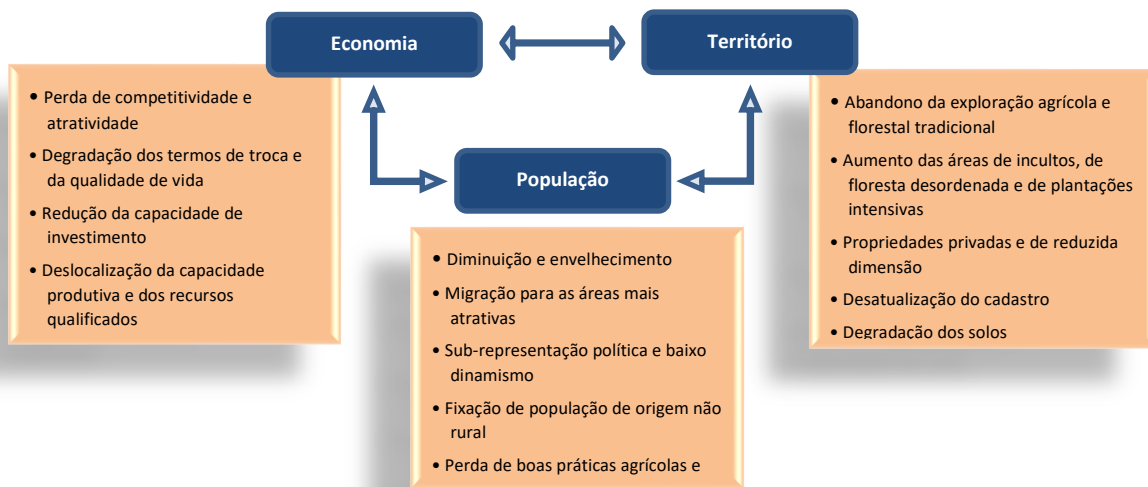 Economia
Território
População
• Perda de competitividade e
atratividade
• Degradação dos termos de troca e
da qualidade de vida
• Redução da capacidade de
investimento
• Deslocalização da capacidade
produtiva e dos recursos
qualificados
• Diminuição e envelhecimento
• Migração para as áreas mais
atrativas
• Sub-representação política e baixo
dinamismo
• Fixação de população de origem não
rural
• Perda de boas práticas agrícolas e
• Abandono da exploração agrícola e
florestal tradicional
• Aumento das áreas de incultos, de
floresta desordenada e de plantações
intensivas
• Propriedades privadas e de reduzida
dimensão
• Desatualização do cadastro
• Degradação dos solos